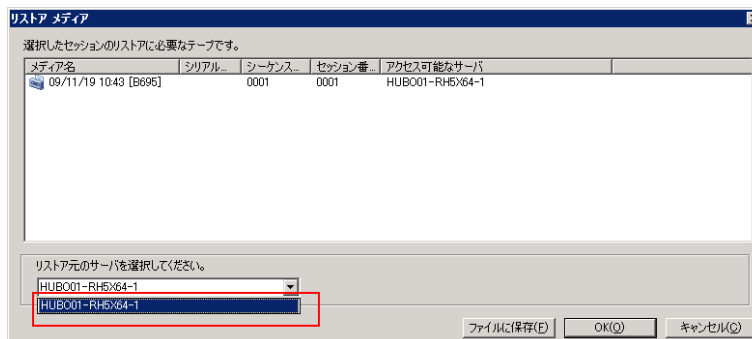 リストア メディア
選択したセッションのリストアに必要なテープです。
メディア名 シリアル... シーケンス... セッション番... アクセス可能なサーバ
09/11/19 10:43 [B695] 0001 0001 HUBO01-RH5X64-1
リストア元のサーバを選択してください。
HUBO01-RH5X64-1
HUBO01-RH5X64-1
ファイルに保存(F) OK(O) キャンセル(C)